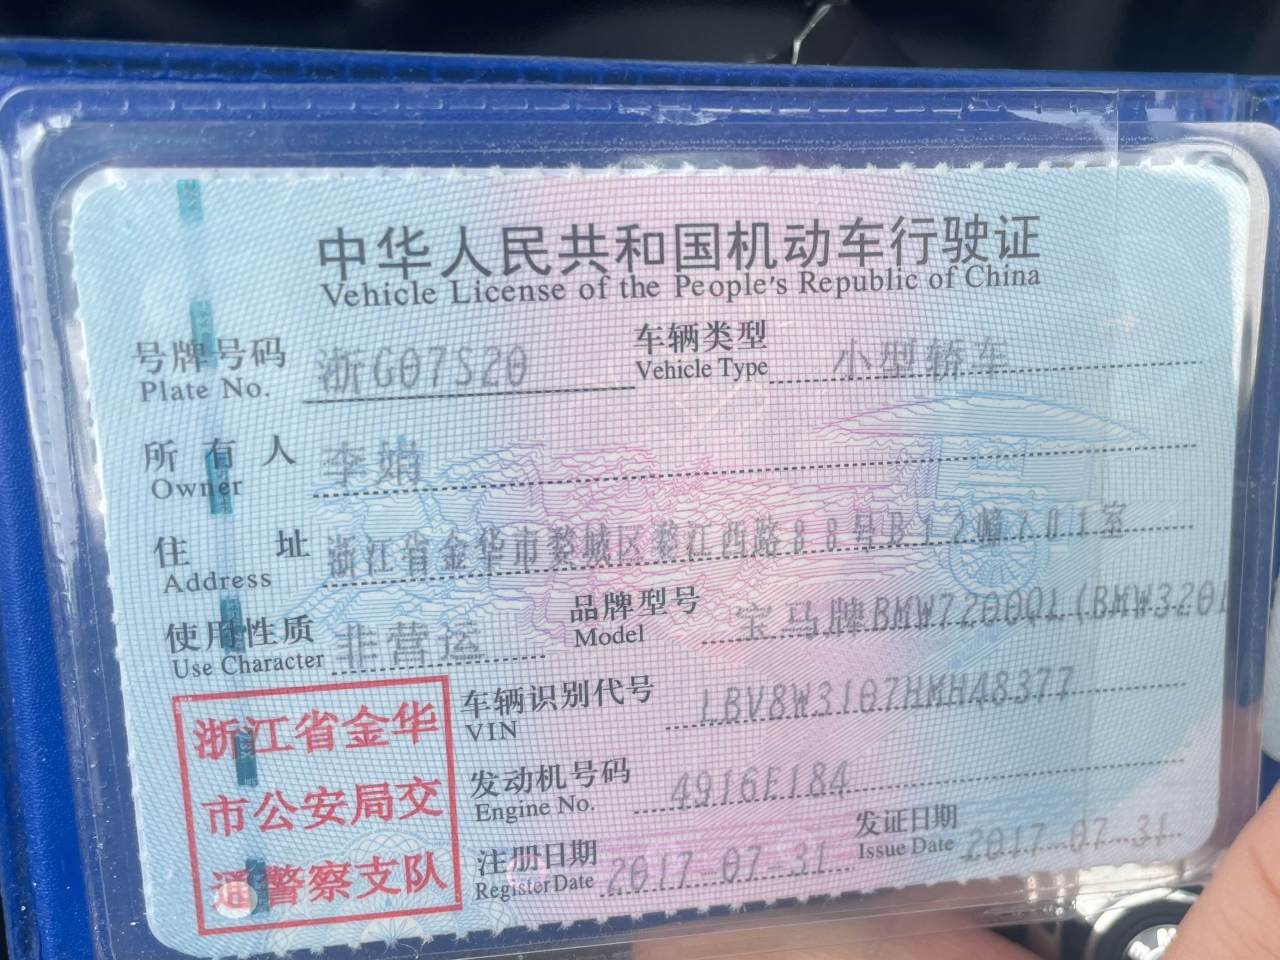 中华人民共和国机动车行驶证
Vehicle License of the People's Republic of China
号牌号码 浙G07S20 车辆类型 小型轿车
Plate No. Vehicle Type
所有人 李娟
Owner
住址 浙江省金华市婺城区婺江西路88号B12幢701室
Address
使用性质 非营运 品牌型号 宝马牌BMW7200QL(BMW320L
Use Character Model
浙江省金华
市公安局交
通警察支队
车辆识别代号 LBV8W3107HMH48377
VIN
发动机号码 4916E184
Engine No.
注册日期 2017-07-31 发证日期 2017-07-31
Register Date Issue Date